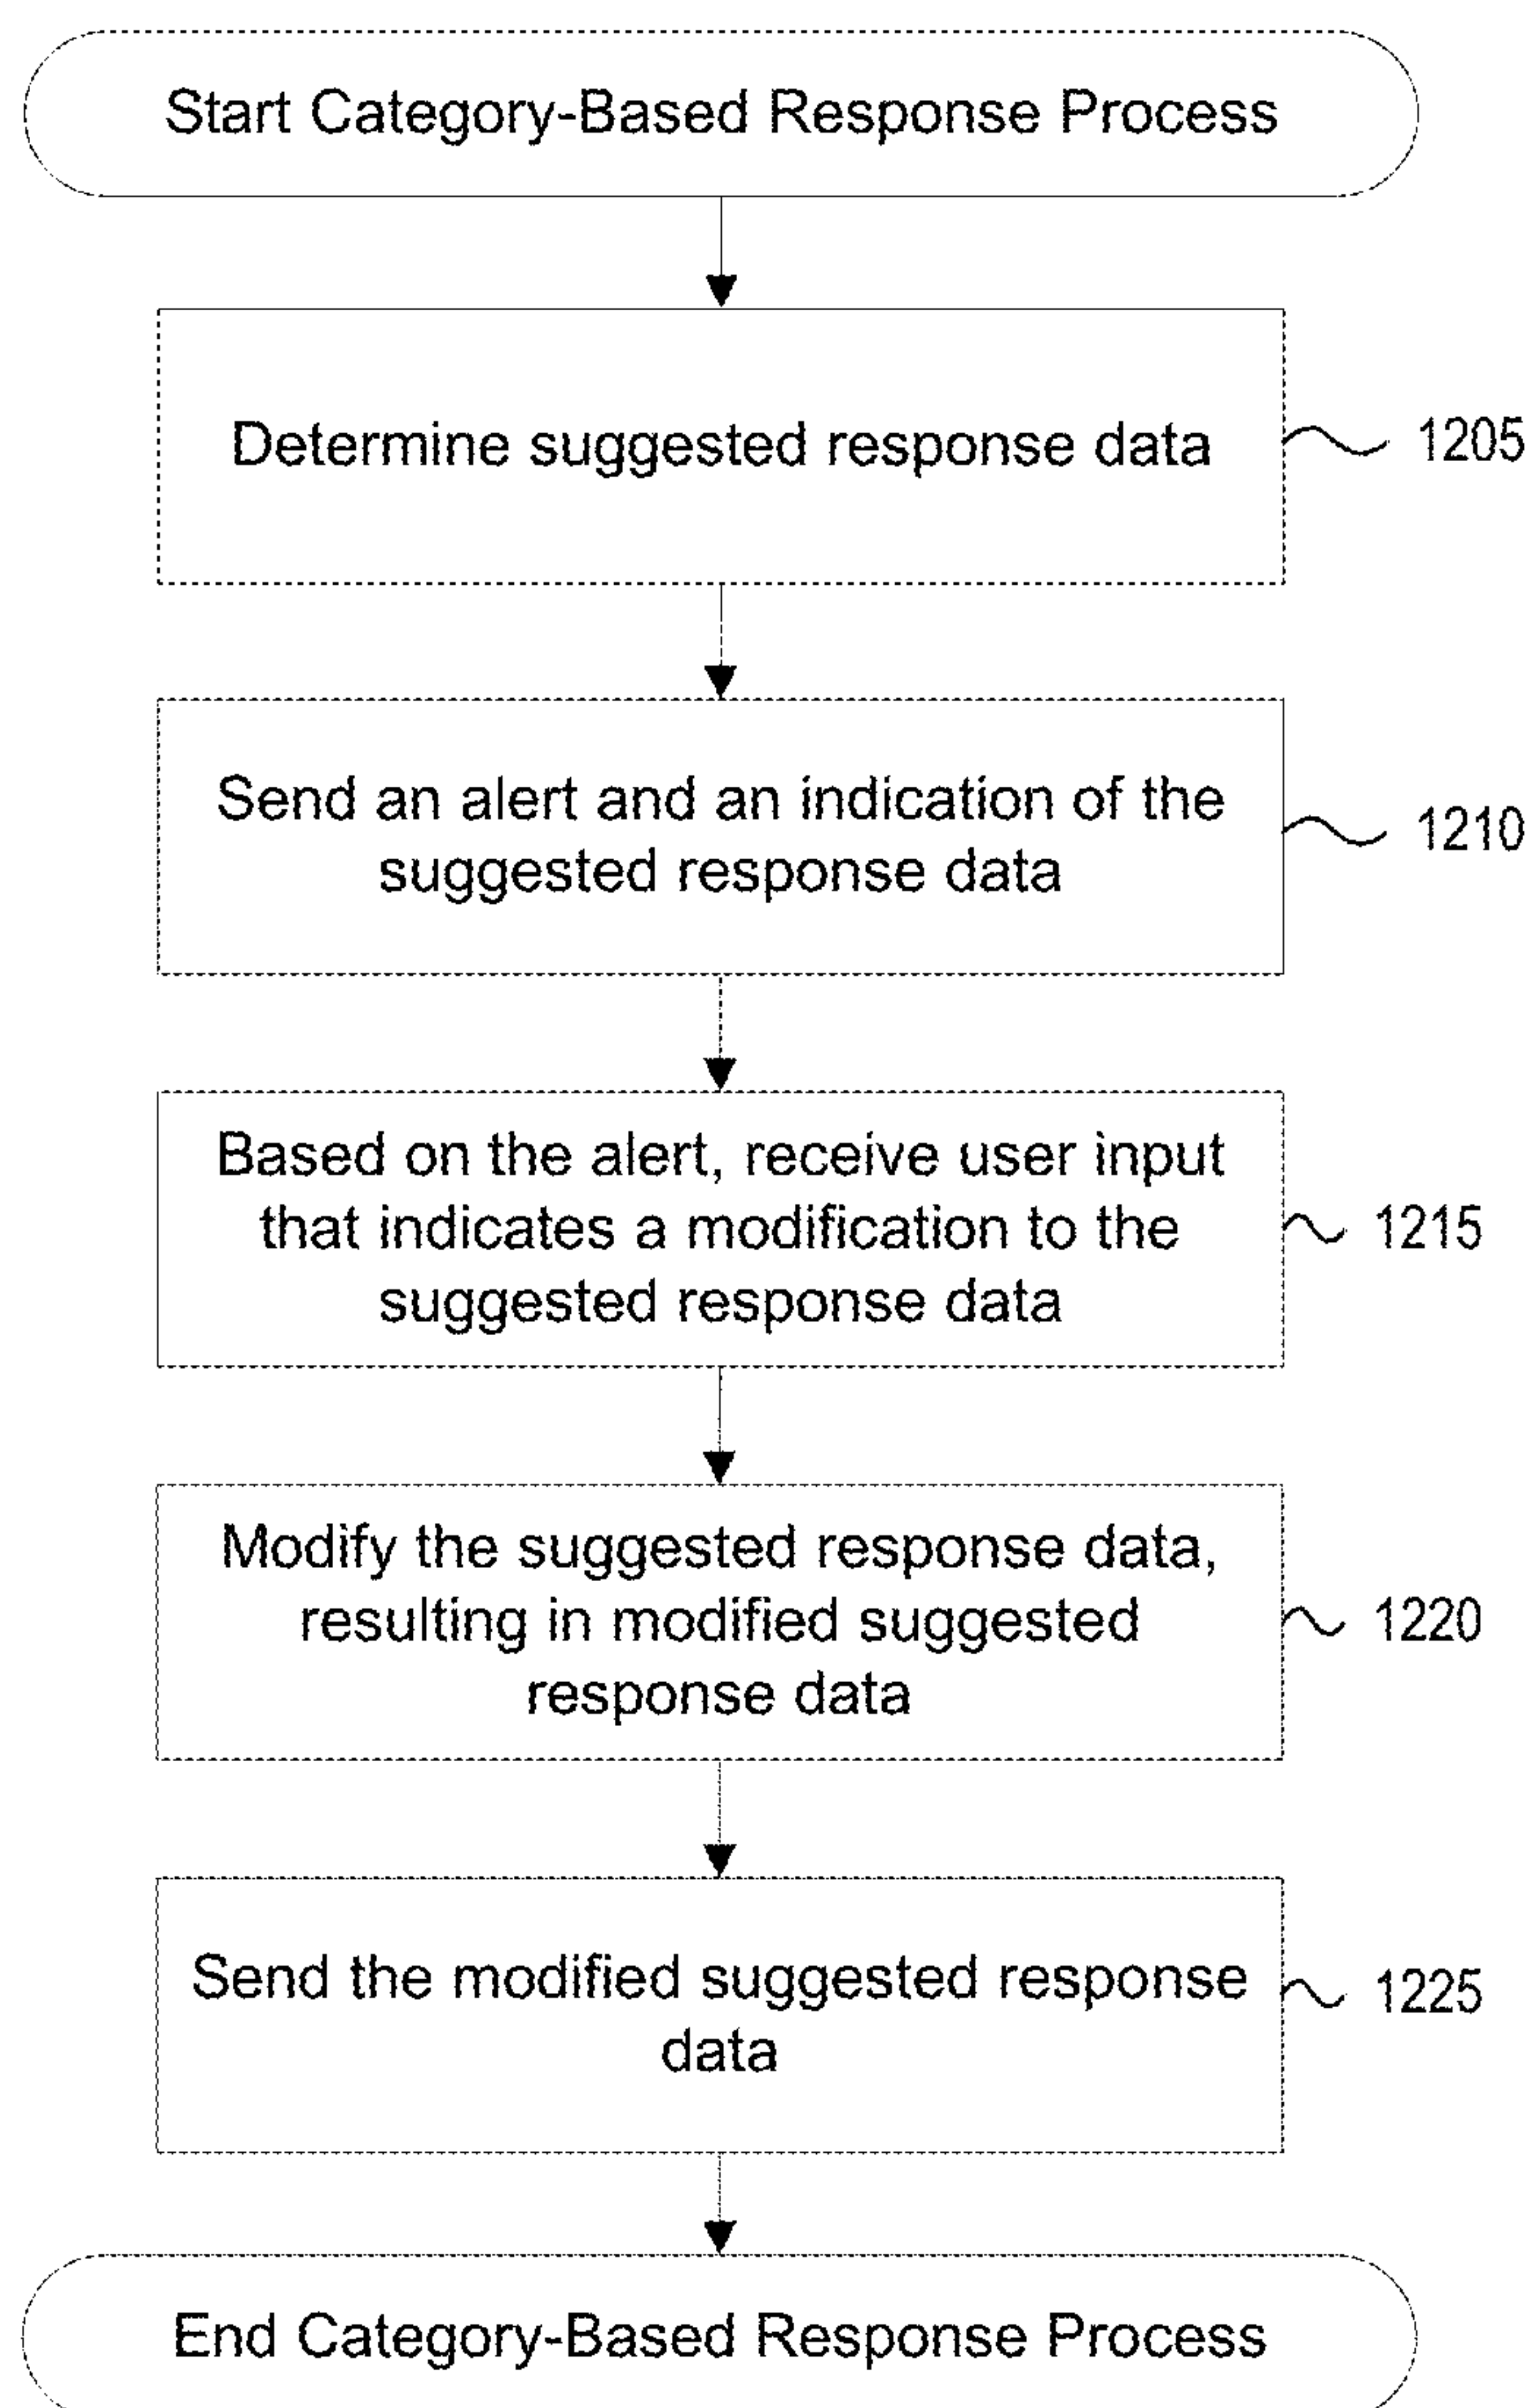 Start Category-Based Response Process
Determine suggested response data
1205
Send an alert and an indication of the
suggested response data
1210
Based on the alert, receive user input
that indicates a modification to the
suggested response data
1215
Modify the suggested response data,
resulting in modified suggested
response data
1220
Send the modified suggested response
data
1225
End Category-Based Response Process